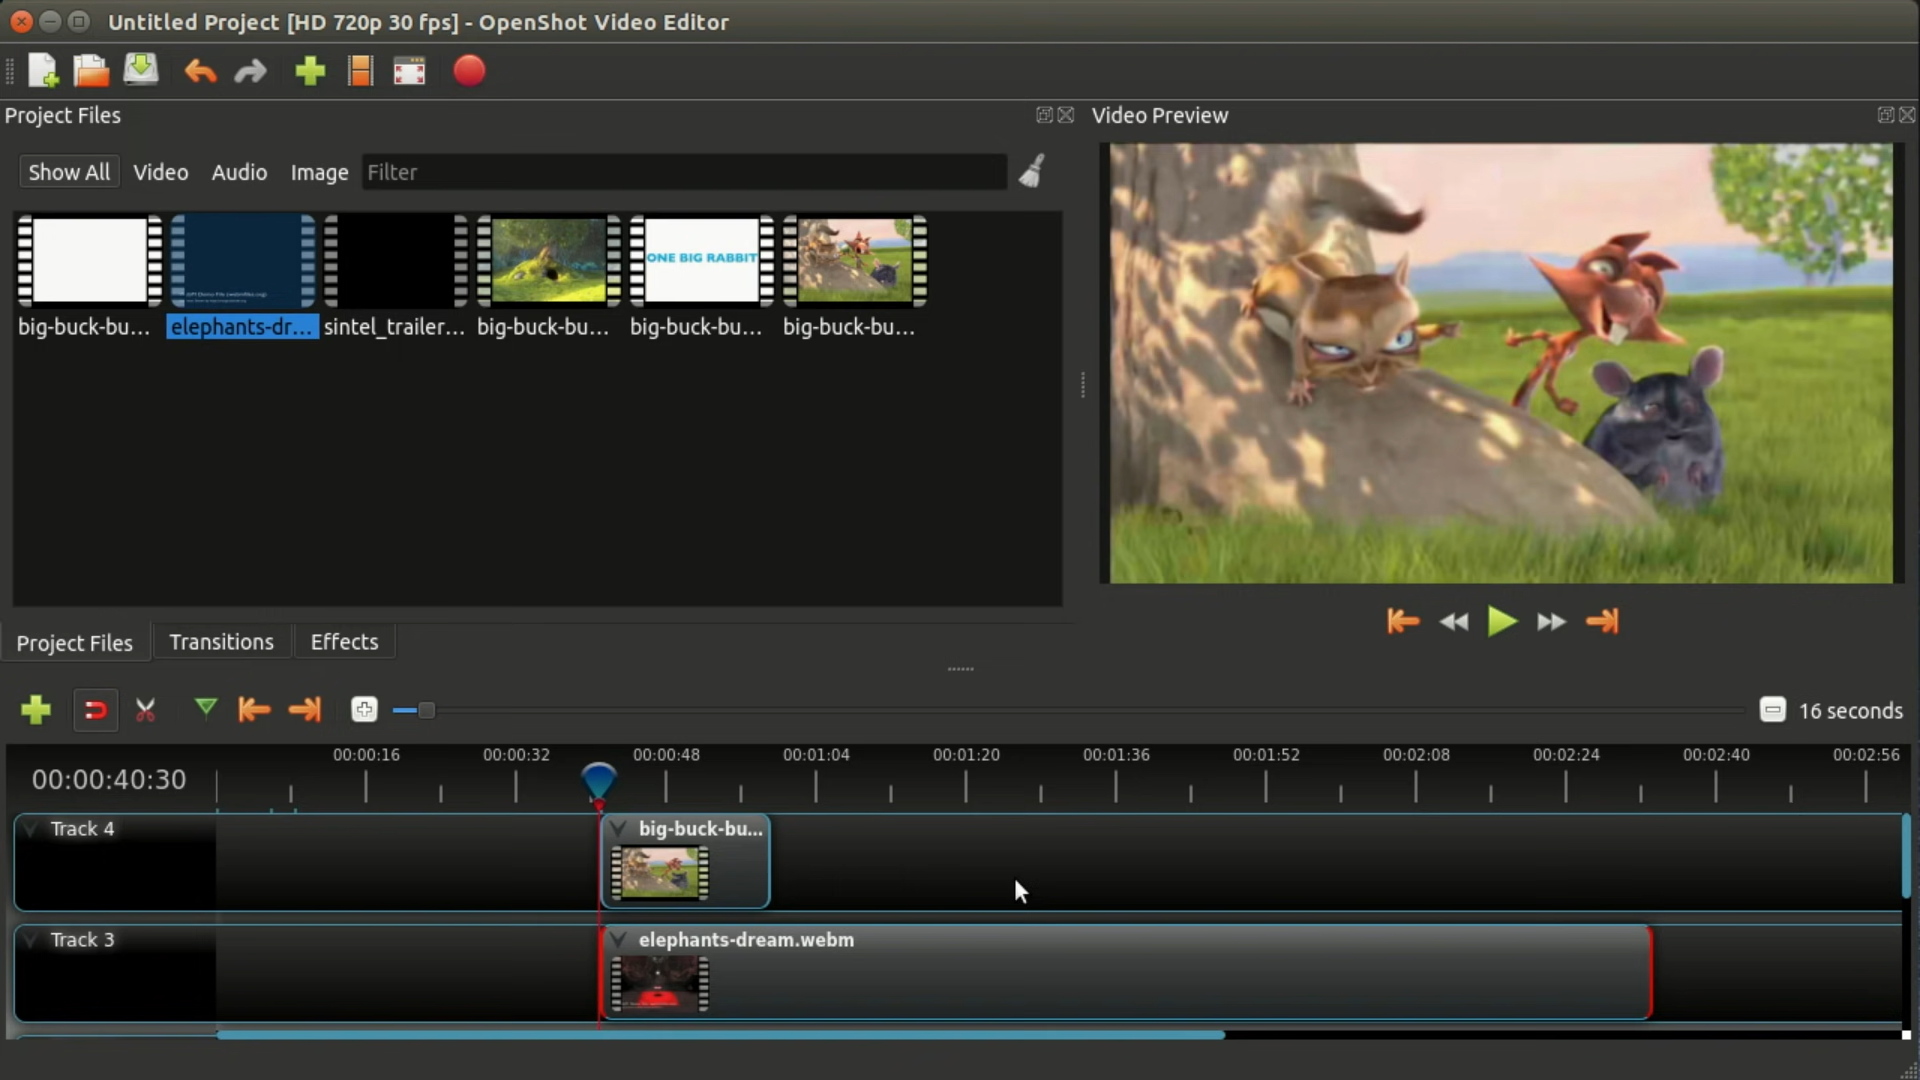 Untitled Project [HD 720p 30 fps] - OpenShot Video Editor
Project Files
Video Preview
Show All Video Audio Image Filter
ONE BIG RABBIT
big-buck-bu... elephants-dr... sintel_trailer... big-buck-bu... big-buck-bu... big-buck-bu...
Project Files Transitions Effects
16 seconds
00:00:16 00:00:32 00:00:48 00:01:04 00:01:20 00:01:36 00:01:52 00:02:08 00:02:24 00:02:40 00:02:56
00:00:40:30
Track 4 big-buck-bu...
Track 3 elephants-dream.webm